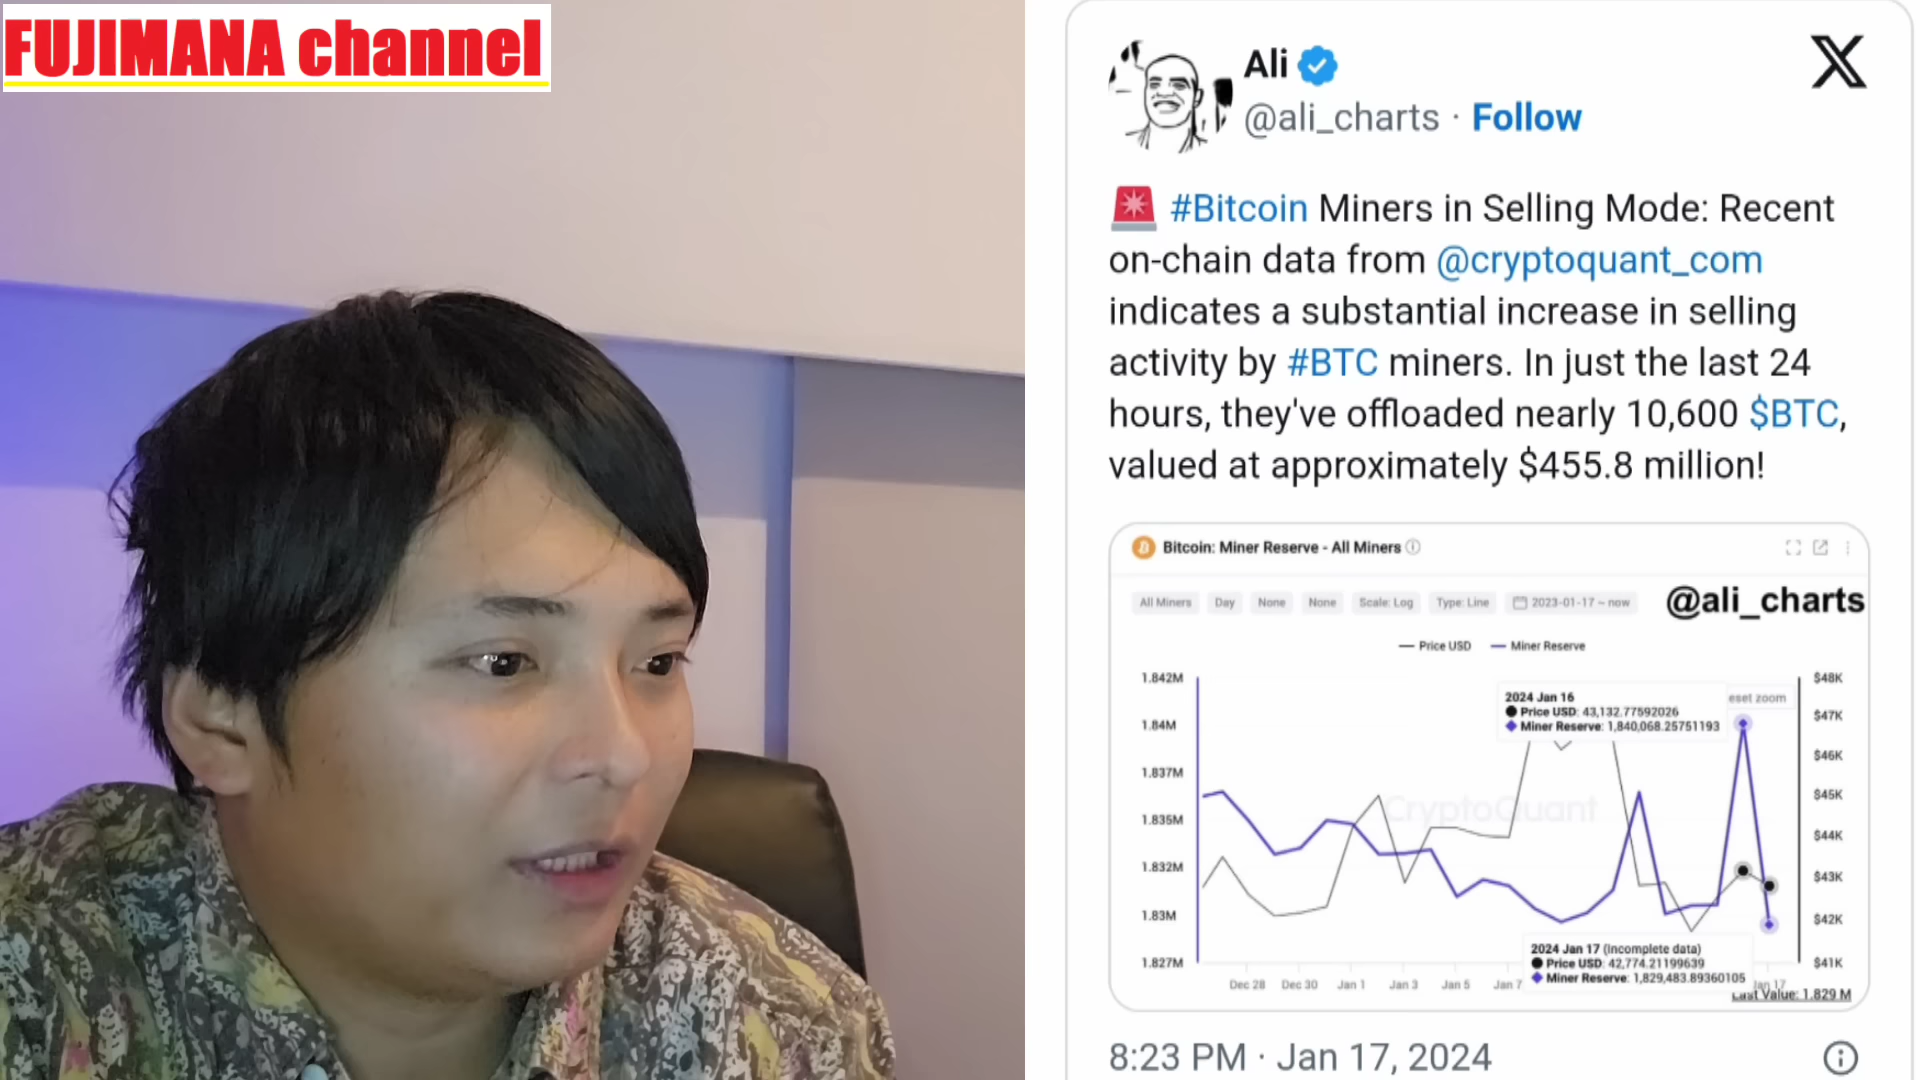 FUJIMANA channel
Ali
@ali_charts · Follow
#Bitcoin Miners in Selling Mode: Recent
on-chain data from @cryptoquant_com
indicates a substantial increase in selling
activity by #BTC miners. In just the last 24
hours, they've offloaded nearly 10,600 $BTC,
valued at approximately $455.8 million!
Bitcoin: Miner Reserve - All Miners
All Miners Day None None Scale: Log Type: Line 2023-01-17 ~ now
@ali_charts
Price USD Miner Reserve
1.842M
1.84M
1.837M
1.835M
1.832M
1.83M
1.827M
2024 Jan 16
Price USD: 43,132.77592026
Miner Reserve: 1,840,068.25751193
eset zoom
CryptoQuant
$48K
$47K
$46K
$45K
$44K
$43K
$42K
$41K
2024 Jan 17 (Incomplete data)
Price USD: 42,774.21199639
Miner Reserve: 1,829,483.89360105
Dec 28 Dec 30 Jan 1 Jan 3 Jan 5 Jan 7 Jan 17
Last Value: 1.829 M
8:23 PM · Jan 17, 2024